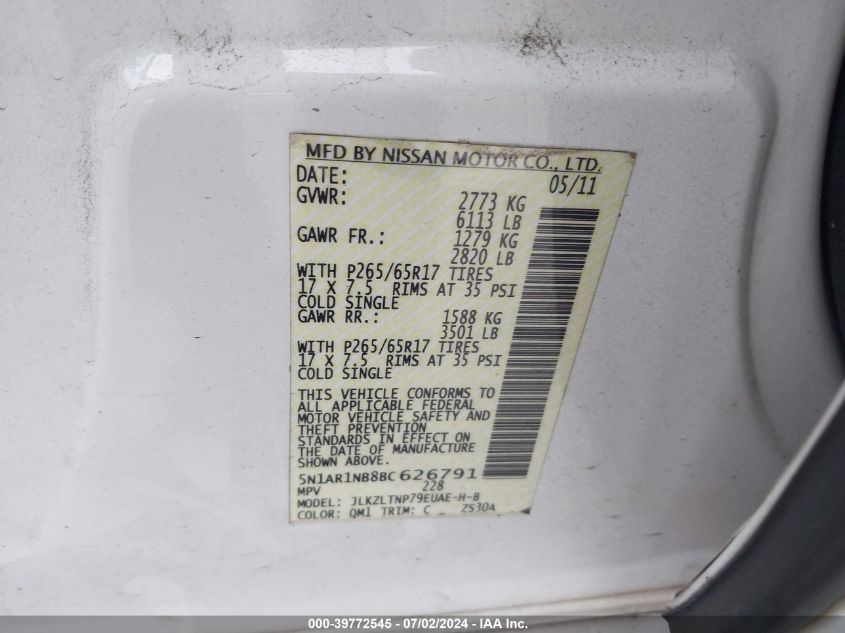 MFD BY NISSAN MOTOR CO., LTD.
DATE: 05/11
GVWR: 2773 KG
6113 LB
GAWR FR.: 1279 KG
2820 LB
WITH P265/65R17 TIRES
17 X 7.5 RIMS AT 35 PSI
COLD SINGLE
GAWR RR.: 1588 KG
3501 LB
WITH P265/65R17 TIRES
17 X 7.5 RIMS AT 35 PSI
COLD SINGLE
THIS VEHICLE CONFORMS TO
ALL APPLICABLE FEDERAL
MOTOR VEHICLE SAFETY AND
THEFT PREVENTION
STANDARDS IN EFFECT ON
THE DATE OF MANUFACTURE
SHOWN ABOVE.
5N1AR1NB8BC626791
MPV 228
MODEL: JLKZLTNP79EUAE-H-B
COLOR: QM1 TRIM: C ZS30A
000-39772545 - 07/02/2024 - IAA Inc.